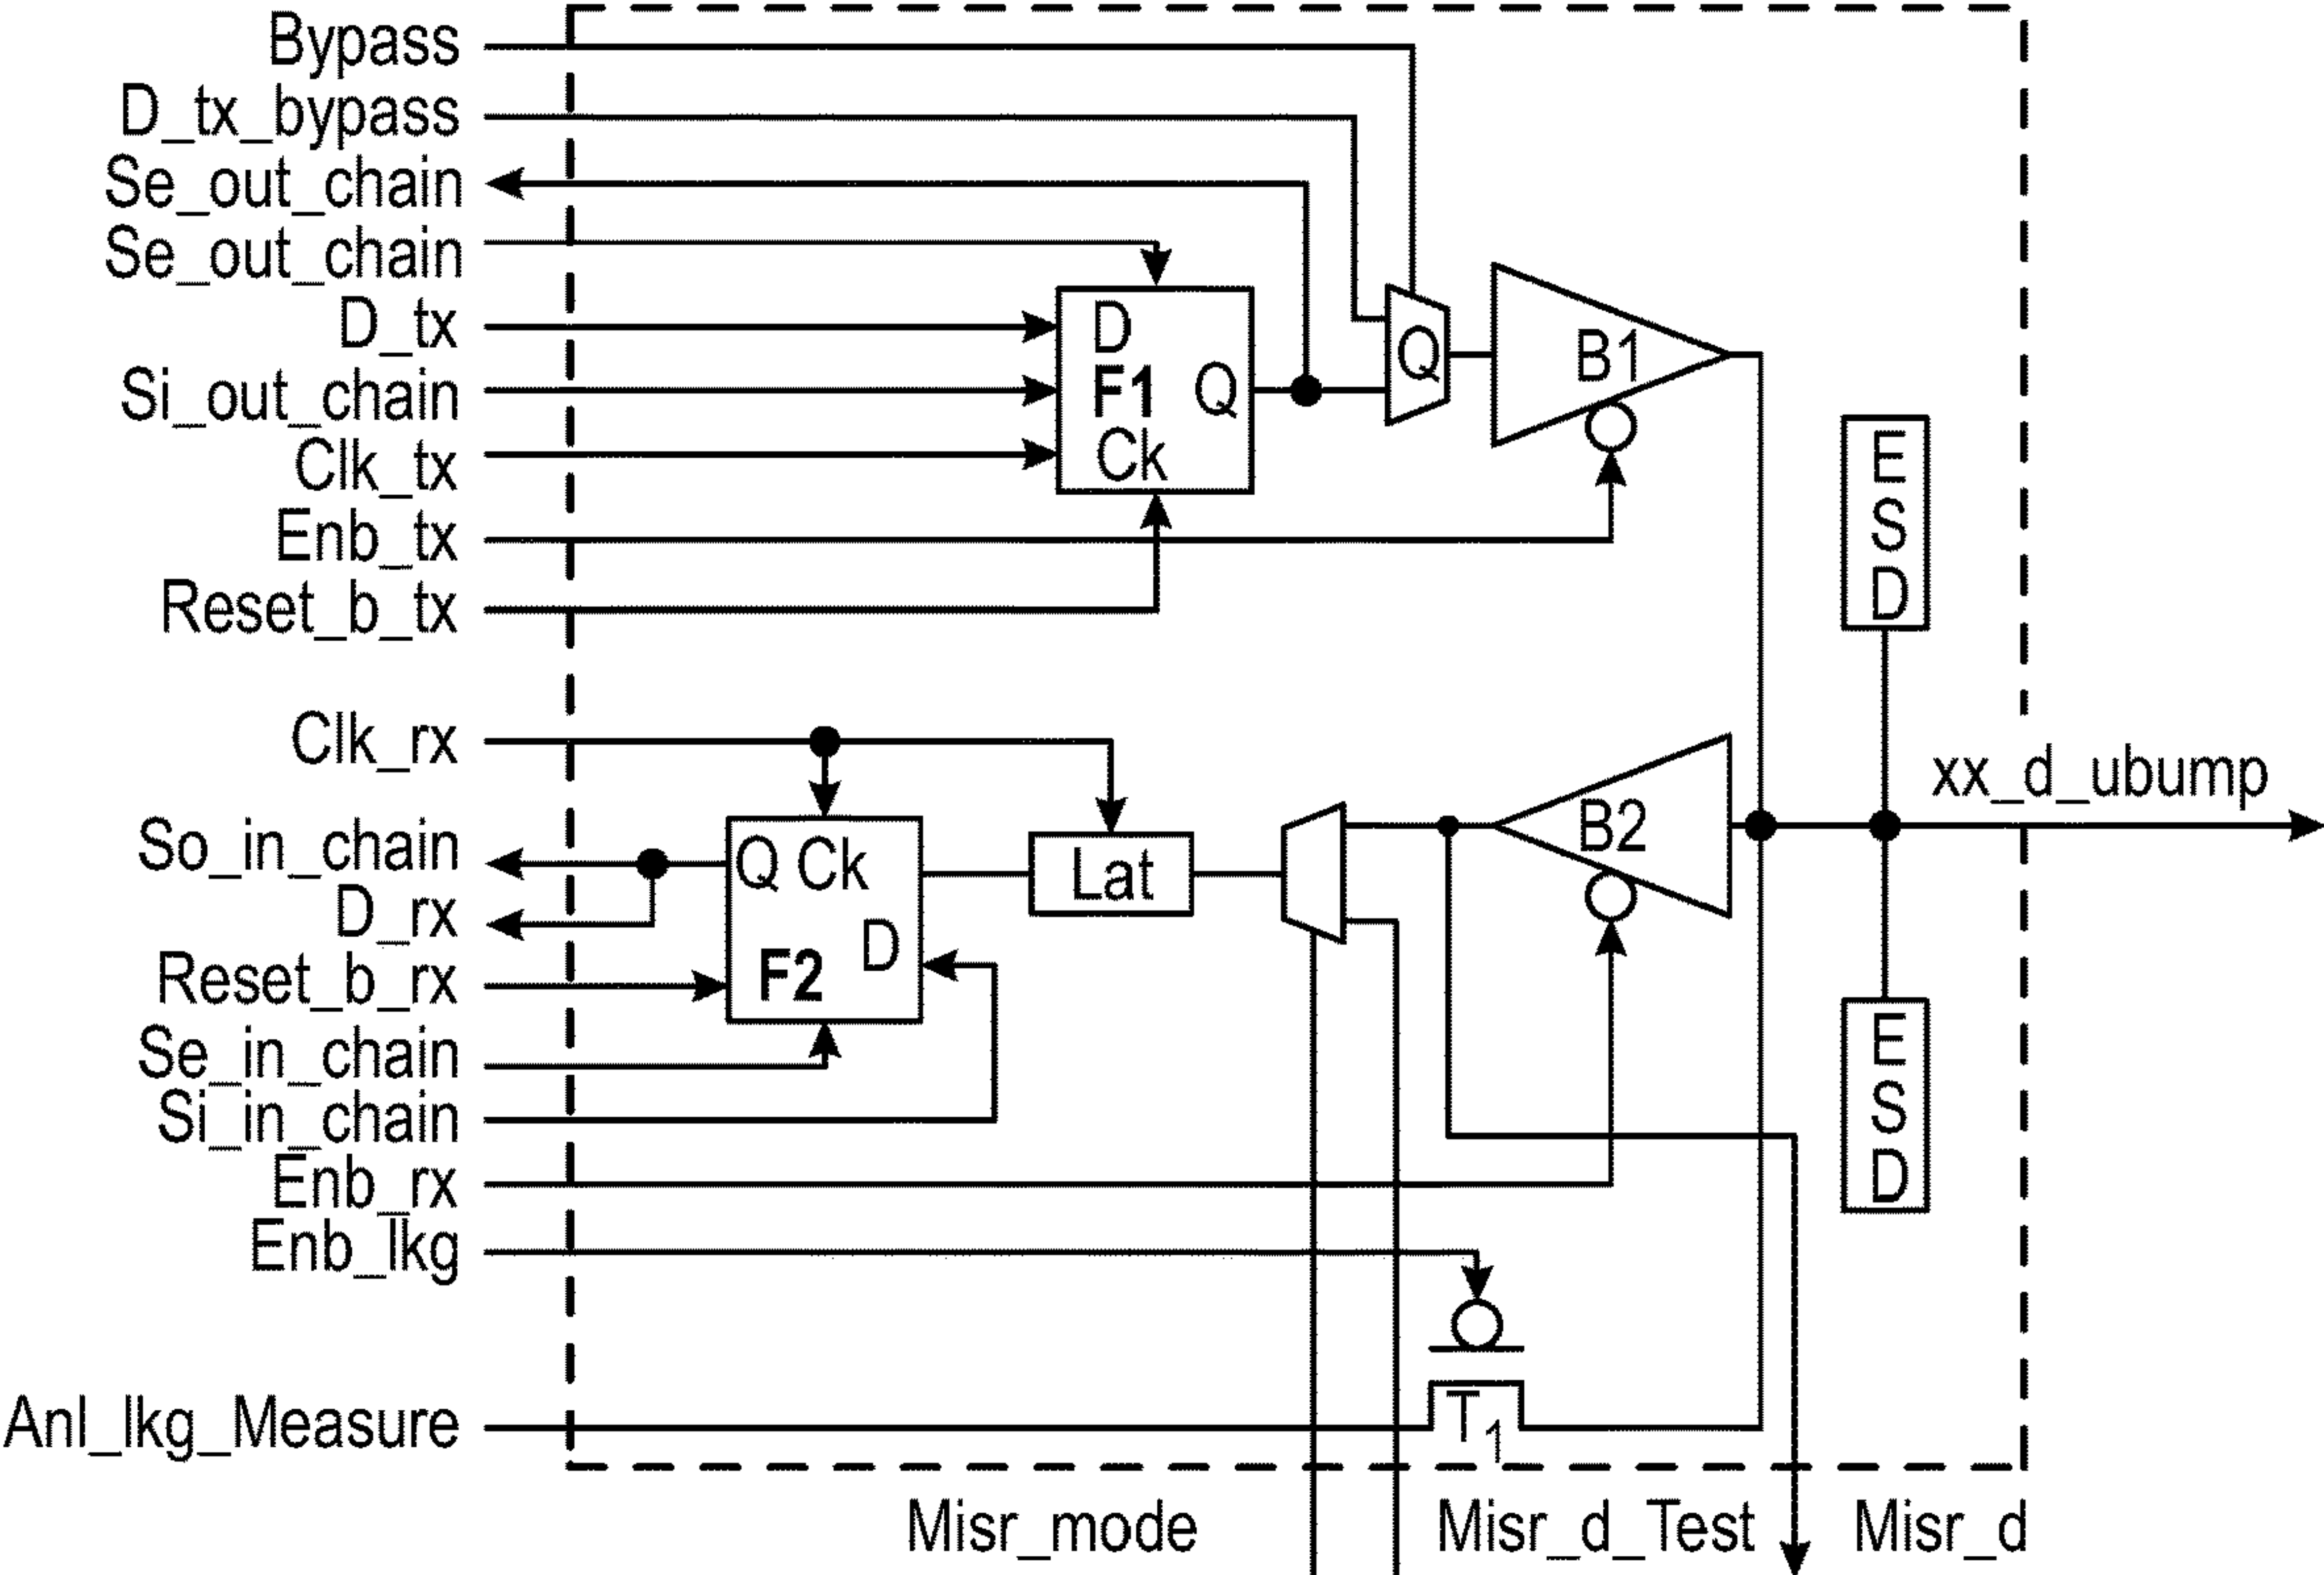 Bypass
D_tx_bypass
Se_out_chain
Se_out_chain
D_tx
Si_out_chain
Clk_tx
Enb_tx
Reset_b_tx
D
F1
Q
Ck
Q
B1
E
S
D
Clk_rx
So_in_chain
D_rx
Reset_b_rx
Se_in_chain
Si_in_chain
Enb_rx
Enb_lkg
Anl_lkg_Measure
Q Ck
D
F2
Lat
B2
xx_d_ubump
E
S
D
T1
Misr_mode
Misr_d_Test
Misr_d